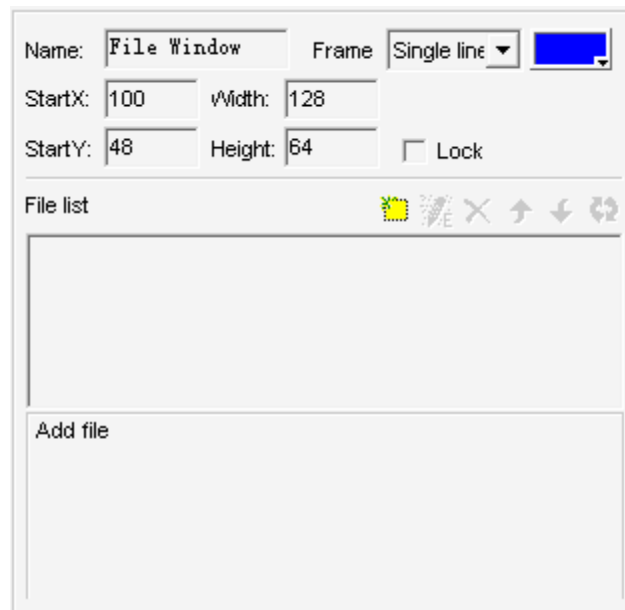 Name: File Window Frame Single line
StartX: 100 Width: 128
StartY: 48 Height: 64 Lock
File list
Add file